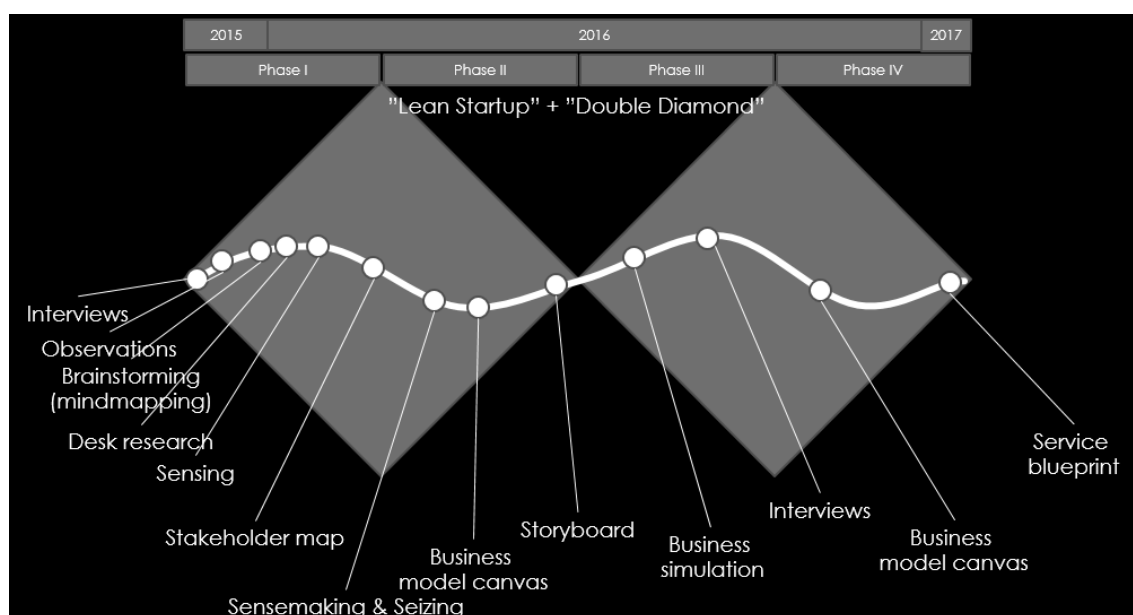 2015
2016
2017
Phase I
Phase II
Phase III
Phase IV
”Lean Startup” + ”Double Diamond”
Interviews
Observations
Brainstorming
(mindmapping)
Desk research
Sensing
Stakeholder map
Sensemaking & Seizing
Business
model canvas
Storyboard
Business
simulation
Interviews
Business
model canvas
Service
blueprint